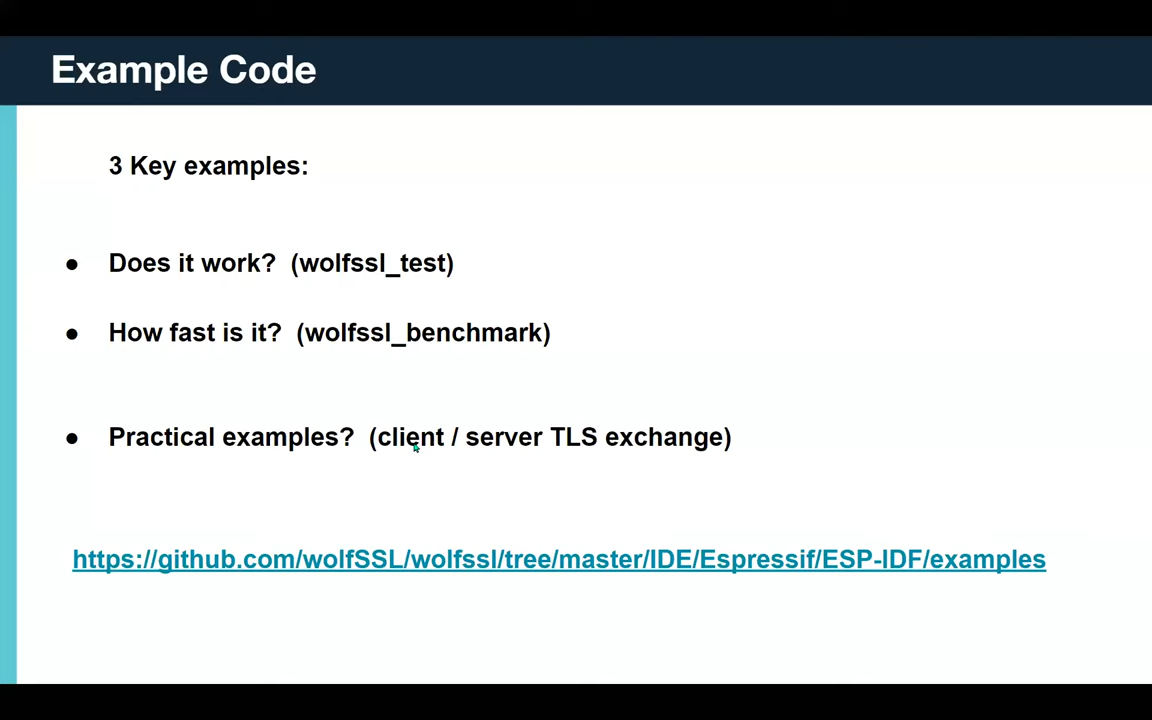 Example Code
3 Key examples:
● Does it work? (wolfssl_test)
● How fast is it? (wolfssl_benchmark)
● Practical examples? (client / server TLS exchange)
https://github.com/wolfSSL/wolfssl/tree/master/IDE/Espressif/ESP-IDF/examples